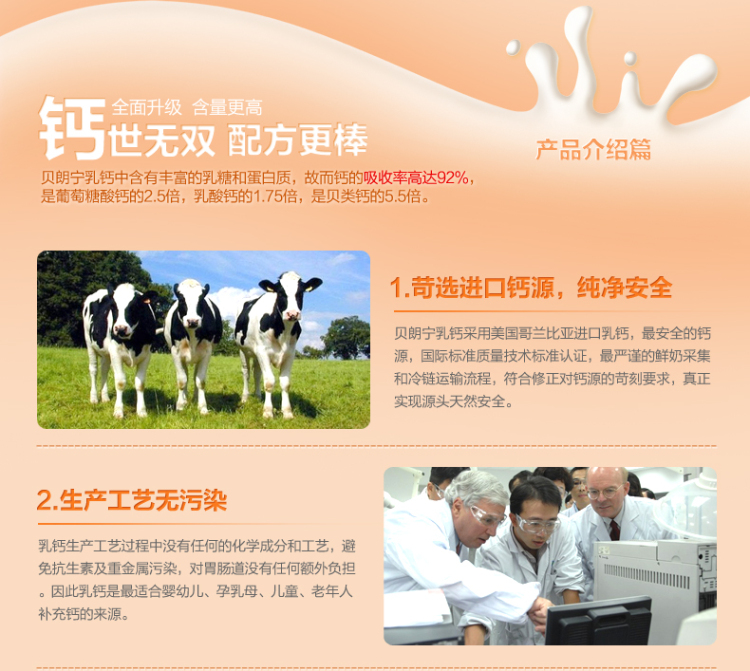 钙 全面升级 含量更高
世无双 配方更棒
产品介绍篇
贝朗宁乳钙中含有丰富的乳糖和蛋白质，故而钙的吸收率高达92%，
是葡萄糖酸钙的2.5倍，乳酸钙的1.75倍，是贝类钙的5.5倍。
1.苛选进口钙源，纯净安全
贝朗宁乳钙采用美国哥兰比亚进口乳钙，最安全的钙
源，国际标准质量技术标准认证，最严谨的鲜奶采集
和冷链运输流程，符合修正对钙源的苛刻要求，真正
实现源头天然安全。
2.生产工艺无污染
乳钙生产工艺过程中没有任何的化学成分和工艺，避
免抗生素及重金属污染，对胃肠道没有任何额外负担
。因此乳钙是最适合婴幼儿、孕乳母、儿童、老年人
补充钙的来源。